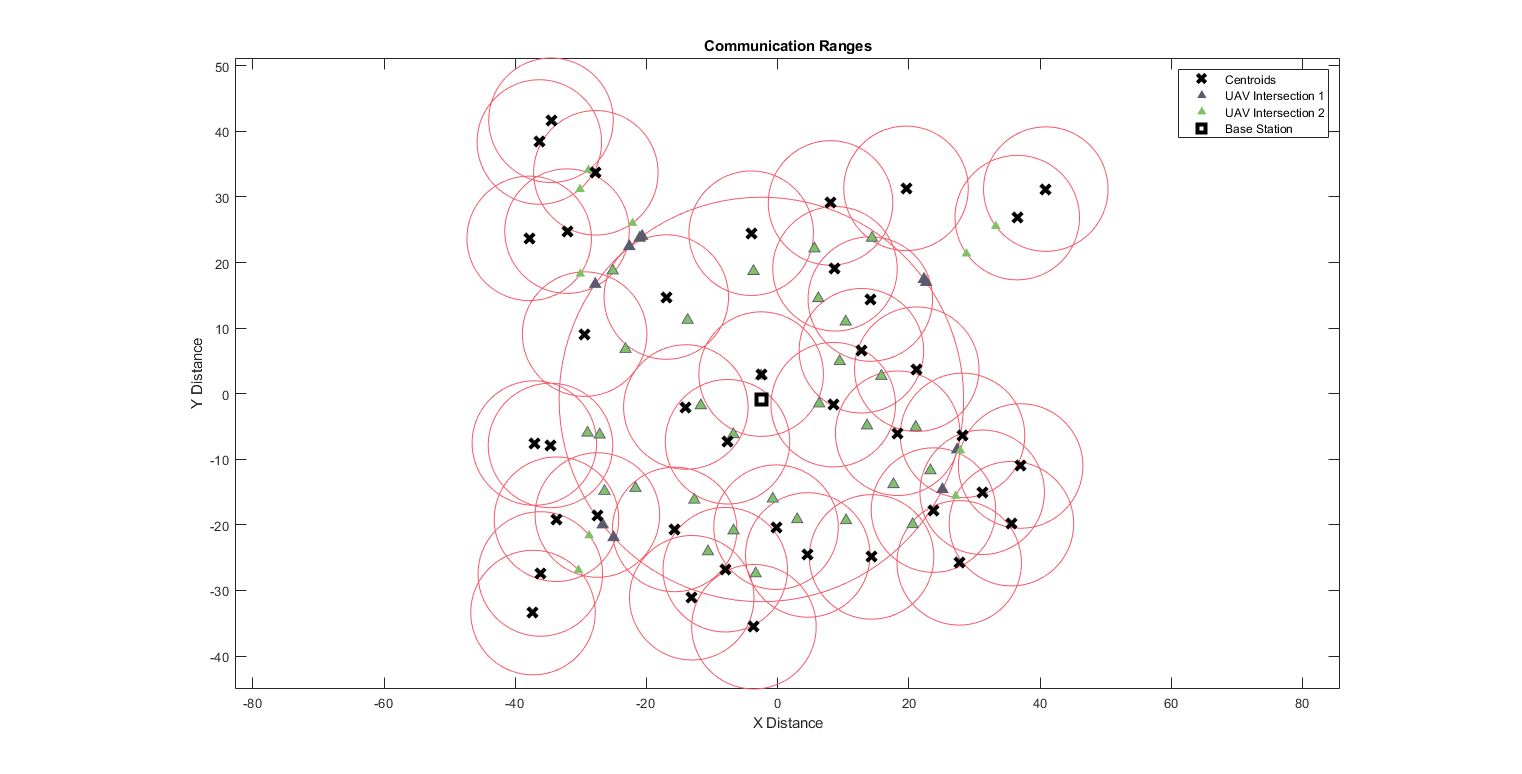 Communication Ranges
Centroids
UAV Intersection 1
UAV Intersection 2
Base Station
50
40
30
20
10
0
-10
-20
-30
-40
Y Distance
-80 -60 -40 -20 0 20 40 60 80
X Distance